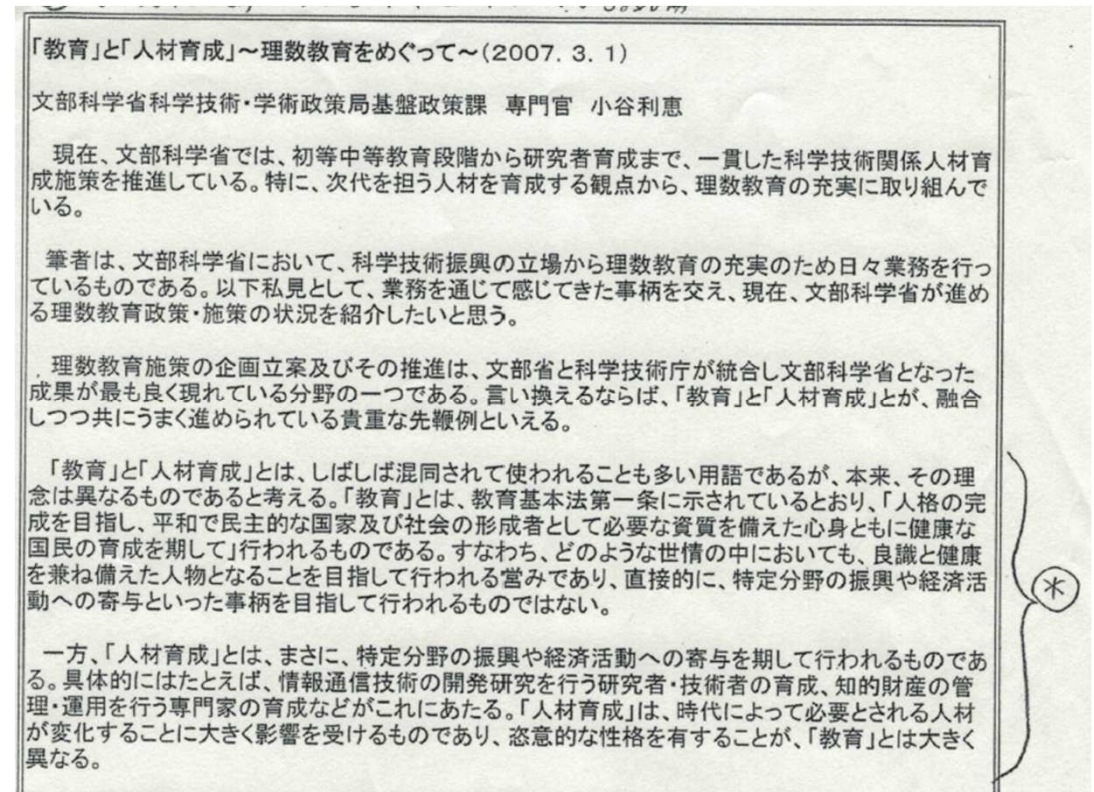 「教育」と「人材育成」～理数教育をめぐって～(2007. 3. 1)
文部科学省科学技術・学術政策局基盤政策課　専門官　小谷利恵
現在、文部科学省では、初等中等教育段階から研究者育成まで、一貫した科学技術関係人材育
成施策を推進している。特に、次代を担う人材を育成する観点から、理数教育の充実に取り組んで
いる。
筆者は、文部科学省において、科学技術振興の立場から理数教育の充実のため日々業務を行っ
ているものである。以下私見として、業務を通じて感じてきた事柄を交え、現在、文部科学省が進め
る理数教育政策・施策の状況を紹介したいと思う。
理数教育施策の企画立案及びその推進は、文部省と科学技術庁が統合し文部科学省となった
成果が最も良く現れている分野の一つである。言い換えるならば、「教育」と「人材育成」とが、融合
しつつ共にうまく進められている貴重な先鞭例といえる。
「教育」と「人材育成」とは、しばしば混同されて使われることも多い用語であるが、本来、その理
念は異なるものであると考える。「教育」とは、教育基本法第一条に示されているとおり、「人格の完
成を目指し、平和で民主的な国家及び社会の形成者として必要な資質を備えた心身ともに健康な
国民の育成を期して」行われるものである。すなわち、どのような世情の中においても、良識と健康
を兼ね備えた人物となることを目指して行われる営みであり、直接的に、特定分野の振興や経済活
動への寄与といった事柄を目指して行われるものではない。
一方、「人材育成」とは、まさに、特定分野の振興や経済活動への寄与を期して行われるものであ
る。具体的にはたとえば、情報通信技術の開発研究を行う研究者・技術者の育成、知的財産の管
理・運用を行う専門家の育成などがこれにあたる。「人材育成」は、時代によって必要とされる人材
が変化することに大きく影響を受けるものであり、恣意的な性格を有することが、「教育」とは大きく
異なる。